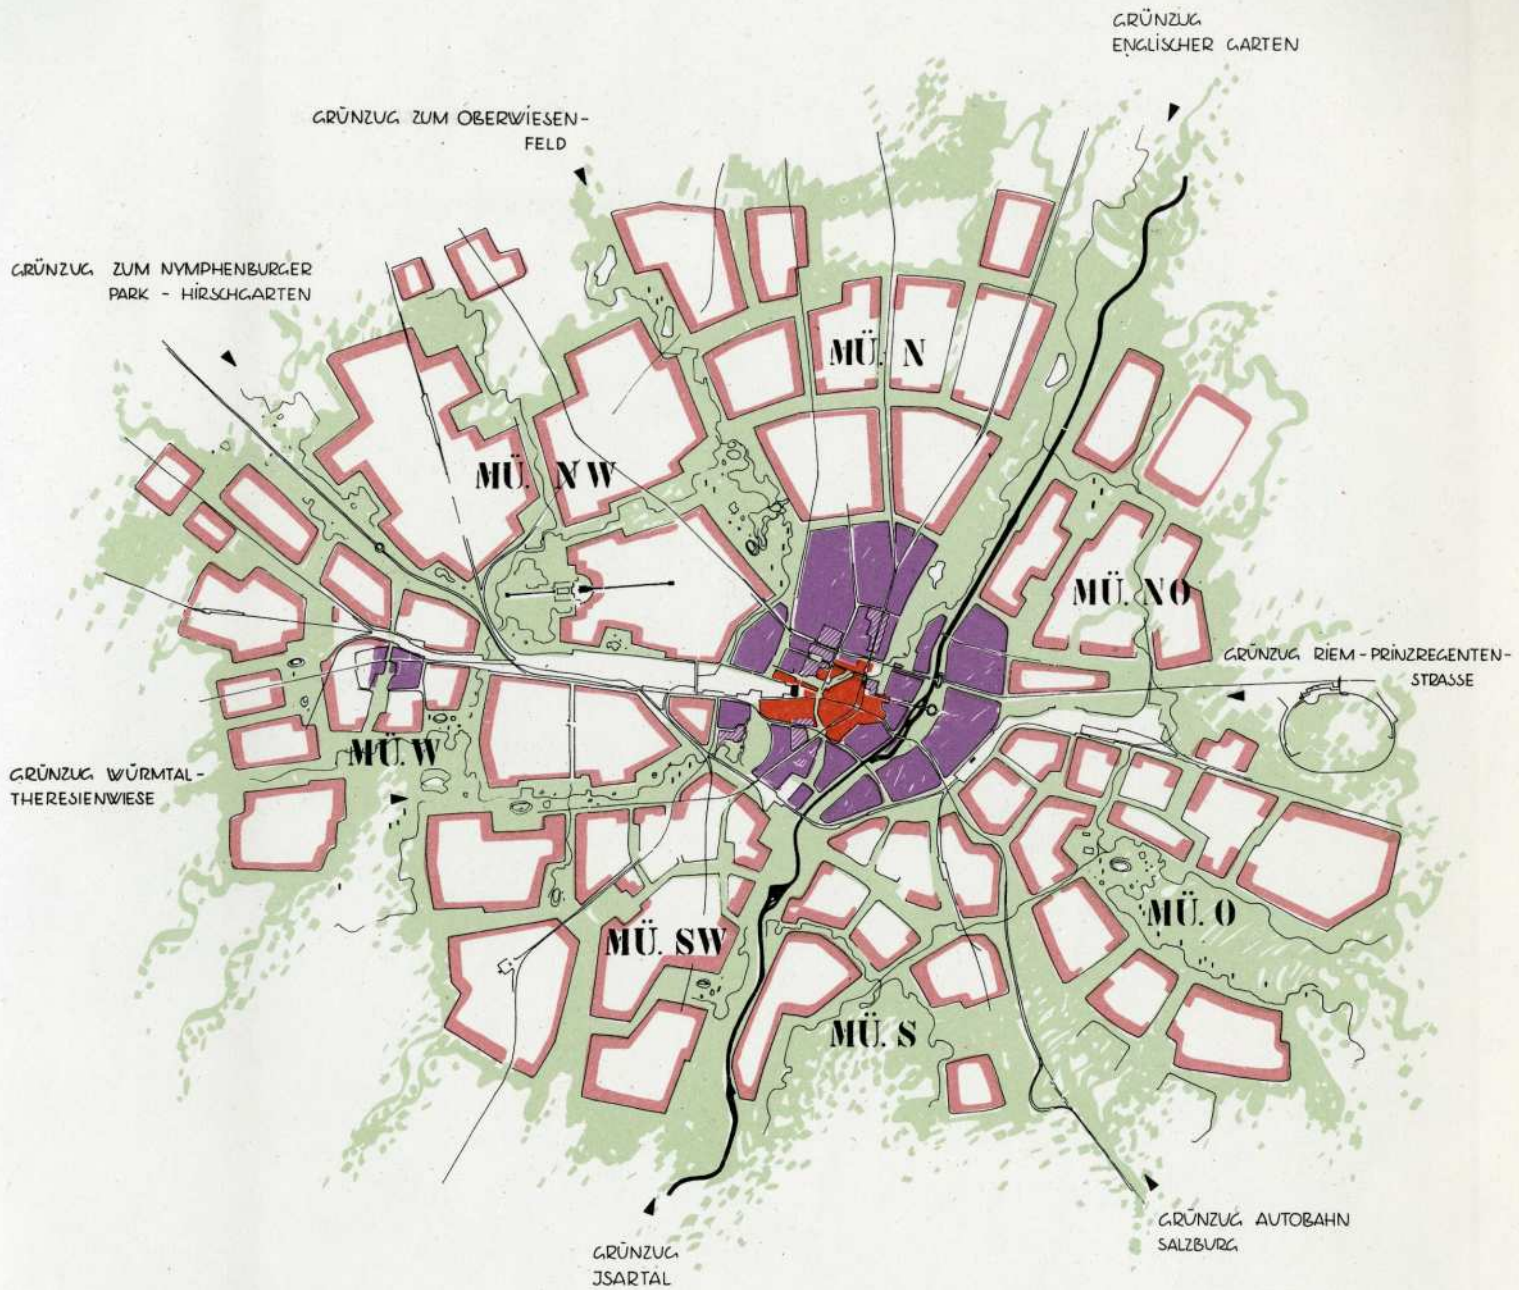 GRÜNZUG
ENGLISCHER GARTEN
GRÜNZUG ZUM OBERWIESEN-
FELD
GRÜNZUG ZUM NYMPHENBURGER
PARK - HIRSCHGARTEN
MÜ. N
MÜ. NW
MÜ. NO
GRÜNZUG RIEM-PRINZREGENTEN-
STRASSE
MÜ. W
GRÜNZUG WÜRMTAL-
THERESIENWIESE
MÜ. O
MÜ. SW
MÜ. S
GRÜNZUG AUTOBAHN
SALZBURG
GRÜNZUG
JSARTAL